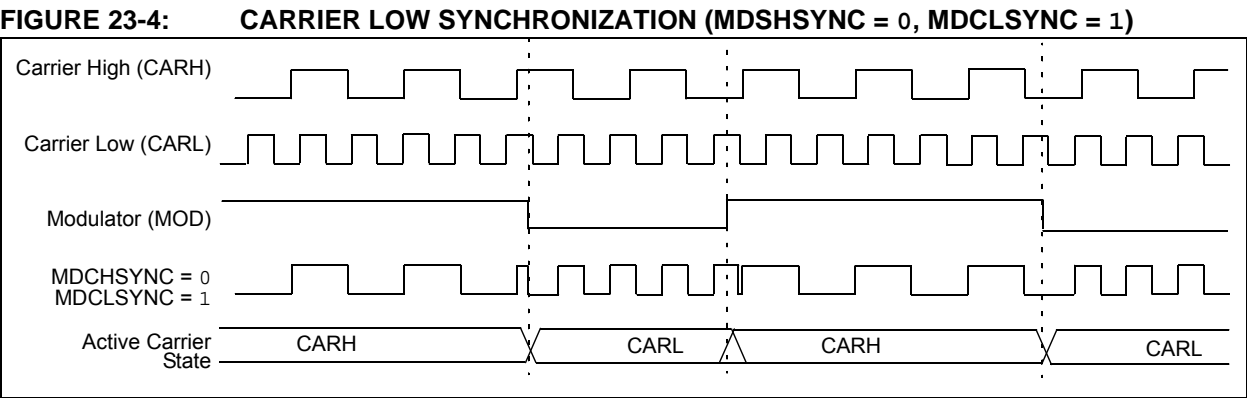 FIGURE 23-4: CARRIER LOW SYNCHRONIZATION (MDSHSYNC = 0, MDCLSYNC = 1)
Carrier High (CARH)
Carrier Low (CARL)
Modulator (MOD)
MDCHSYNC = 0
MDCLSYNC = 1
Active Carrier
State
CARH
CARL
CARH
CARL